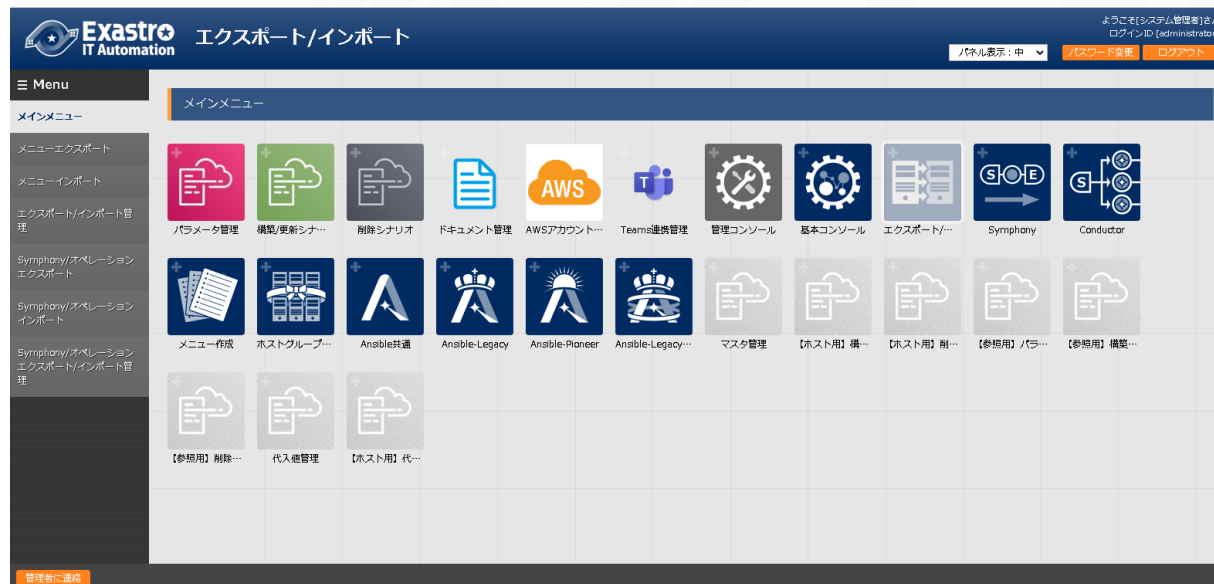 Exastro
IT Automation
エクスポート/インポート
ようこそ[システム管理者]さん
ログインID [administrator
パネル表示：中
パスワード変更
ログアウト
Menu
メインメニュー
メニューエクスポート
メニューインポート
エクスポート/インポート管
理
Symphony/オペレーション
エクスポート
Symphony/オペレーション
インポート
Symphony/オペレーション
エクスポート/インポート管
理
メインメニュー
AWS
S
E
S
パラメータ管理
構築/更新シナ…
削除シナリオ
ドキュメント管理
AWSアカウント…
Teams連携管理
管理コンソール
基本コンソール
エクスポート/…
Symphony
Conductor
メニュー作成
ホストグループ…
Ansible共通
Ansible-Legacy
Ansible-Pioneer
Ansible-Legacy…
マスタ管理
【ホスト用】構…
【ホスト用】削…
【参照用】パラ…
【参照用】構築…
【参照用】削除…
代入値管理
【ホスト用】代…
管理者に連絡